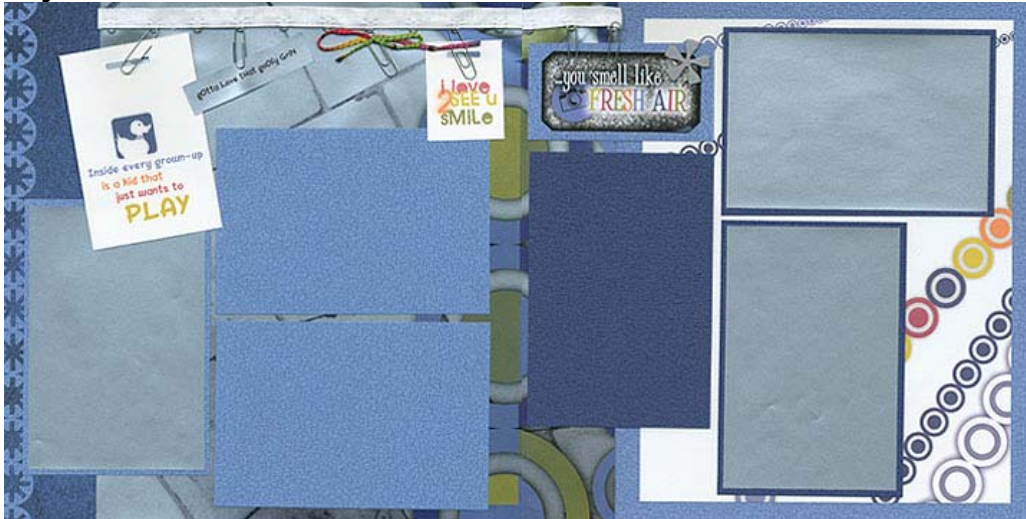 gOtta Love tHat gOOfy GriN
I love
2 SEE u
sMiLe
...you smell like
FRESH AIR
Inside every grown-up
is a kid that
just wants to
PLAY